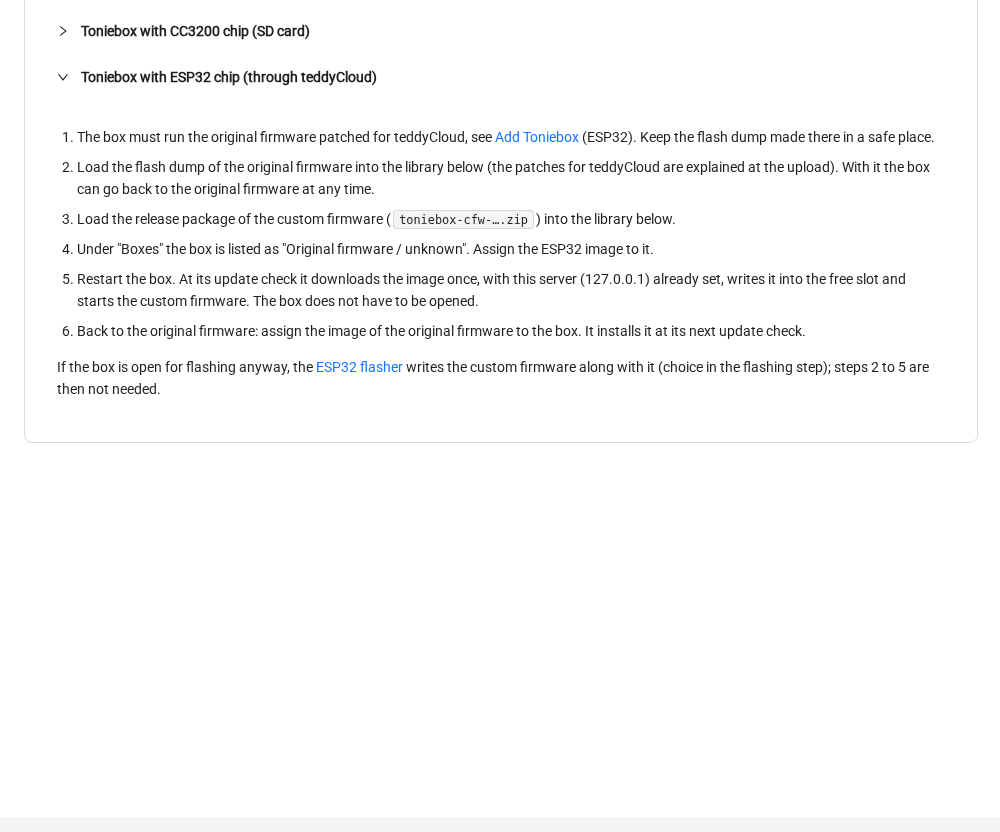 Toniebox with CC3200 chip (SD card)
Toniebox with ESP32 chip (through teddyCloud)
1. The box must run the original firmware patched for teddyCloud, see Add Toniebox (ESP32). Keep the flash dump made there in a safe place.
2. Load the flash dump of the original firmware into the library below (the patches for teddyCloud are explained at the upload). With it the box
can go back to the original firmware at any time.
3. Load the release package of the custom firmware ( toniebox-cfw-….zip ) into the library below.
4. Under "Boxes" the box is listed as "Original firmware / unknown". Assign the ESP32 image to it.
5. Restart the box. At its update check it downloads the image once, with this server (127.0.0.1) already set, writes it into the free slot and
starts the custom firmware. The box does not have to be opened.
6. Back to the original firmware: assign the image of the original firmware to the box. It installs it at its next update check.
If the box is open for flashing anyway, the ESP32 flasher writes the custom firmware along with it (choice in the flashing step); steps 2 to 5 are
then not needed.